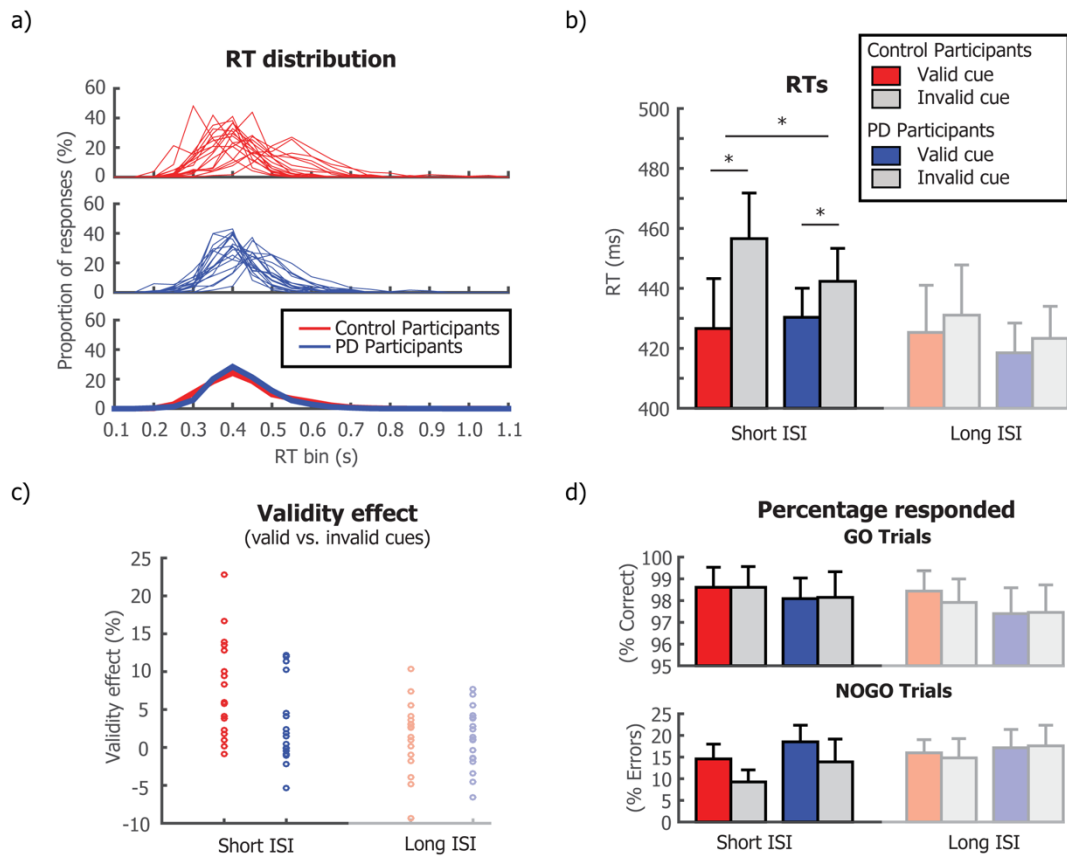 a)
RT distribution
Proportion of responses (%)
60
40
20
0
60
40
20
0
60
40
20
0
Control Participants
PD Participants
0.1 0.2 0.3 0.4 0.5 0.6 0.7 0.8 0.9 1.0 1.1
RT bin (s)
b)
RTs
Control Participants
Valid cue
Invalid cue
PD Participants
Valid cue
Invalid cue
RT (ms)
500
480
460
440
420
400
*
*
*
Short ISI
Long ISI
c)
Validity effect
(valid vs. invalid cues)
Validity effect (%)
25
20
15
10
5
0
-5
-10
Short ISI
Long ISI
d)
Percentage responded
GO Trials
(% Correct)
100
99
98
97
96
95
NOGO Trials
(% Errors)
25
20
15
10
5
0
Short ISI
Long ISI